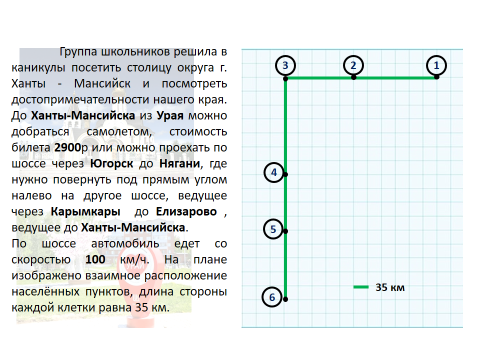 Группа школьников решила в
каникулы посетить столицу округа г.
Ханты - Мансийск и посмотреть
достопримечательности нашего края.
До Ханты-Мансийска из Урая можно
добраться самолетом, стоимость
билета 2900р или можно проехать по
шоссе через Югорск до Нягани, где
нужно повернуть под прямым углом
налево на другое шоссе, ведущее
через Карымкары до Елизарово ,
ведущее до Ханты-Мансийска.
По шоссе автомобиль едет со
скоростью 100 км/ч. На плане
изображено взаимное расположение
населённых пунктов, длина стороны
каждой клетки равна 35 км.
3 2 1
4
5
6
35 км